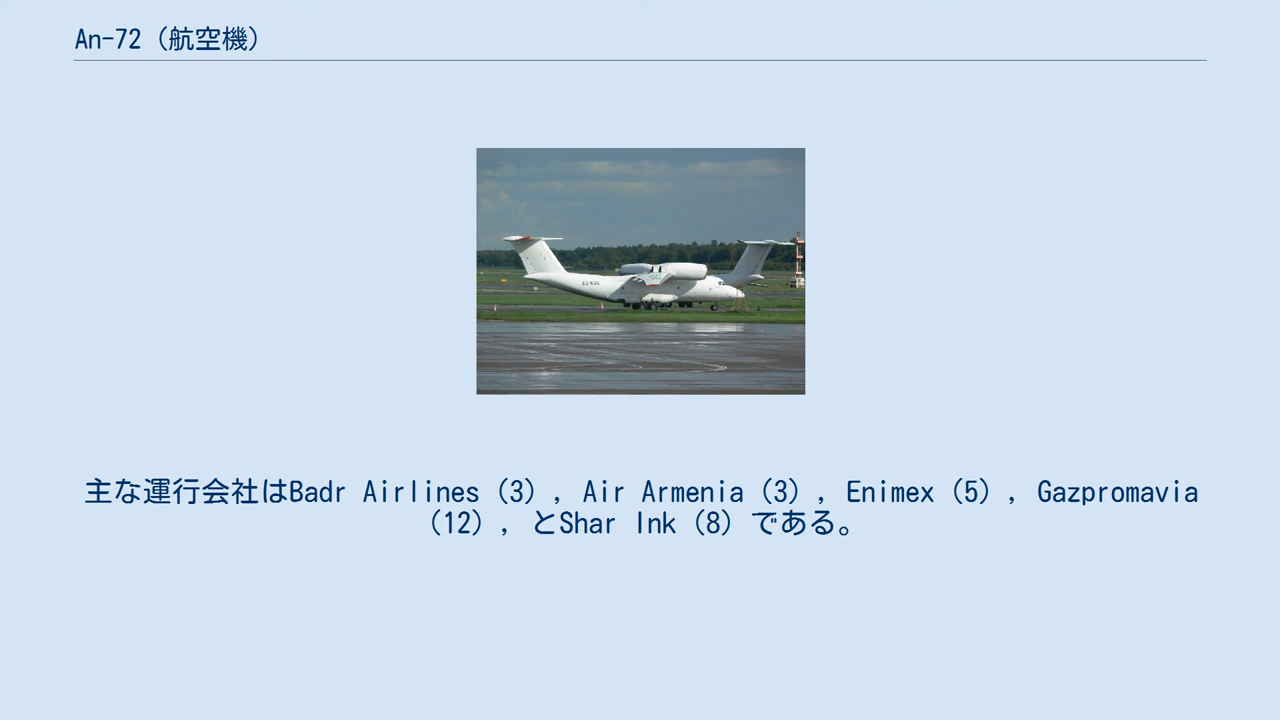 An-72（航空機）
主な運行会社はBadr Airlines（3）, Air Armenia（3）, Enimex（5）, Gazpromavia
（12）, とShar Ink（8）である。